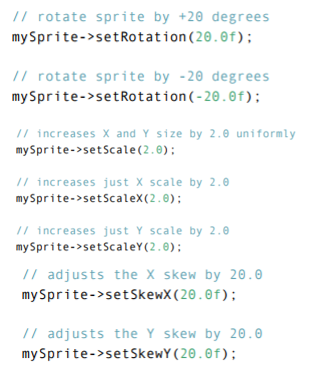 // rotate sprite by +20 degrees
mySprite->setRotation(20.0f);
// rotate sprite by -20 degrees
mySprite->setRotation(-20.0f);
// increases X and Y size by 2.0 uniformly
mySprite->setScale(2.0);
// increases just X scale by 2.0
mySprite->setScaleX(2.0);
// increases just Y scale by 2.0
mySprite->setScaleY(2.0);
// adjusts the X skew by 20.0
mySprite->setSkewX(20.0f);
// adjusts the Y skew by 20.0
mySprite->setSkewY(20.0f);